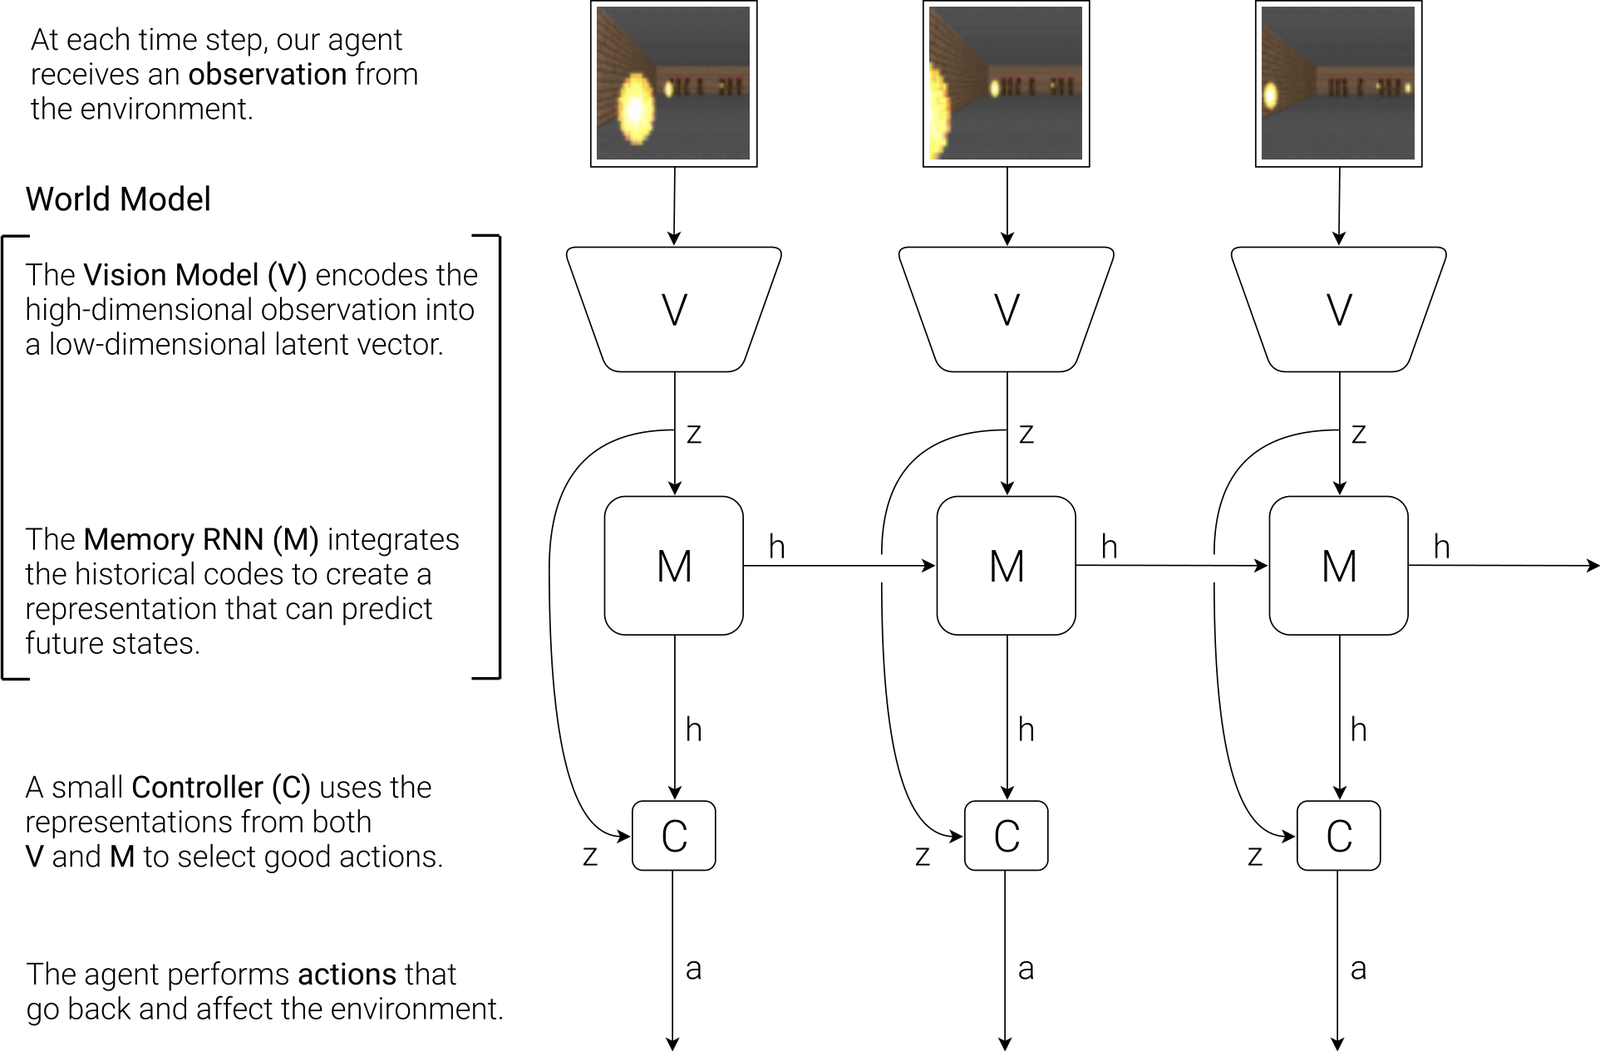 At each time step, our agent
receives an observation from
the environment.
World Model
The Vision Model (V) encodes the
high-dimensional observation into
a low-dimensional latent vector.
V V V
z z z
The Memory RNN (M) integrates
the historical codes to create a
representation that can predict
future states.
M h M h M h
h h h
A small Controller (C) uses the
representations from both
V and M to select good actions.
C C C
z z z
The agent performs actions that
go back and affect the environment.
a a a